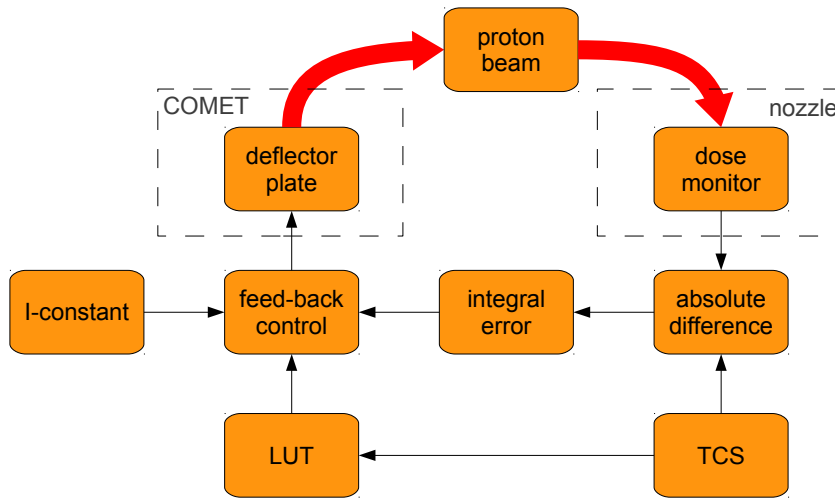 proton
beam
COMET
nozzle
deflector
plate
dose
monitor
I-constant
feed-back
control
integral
error
absolute
difference
LUT
TCS